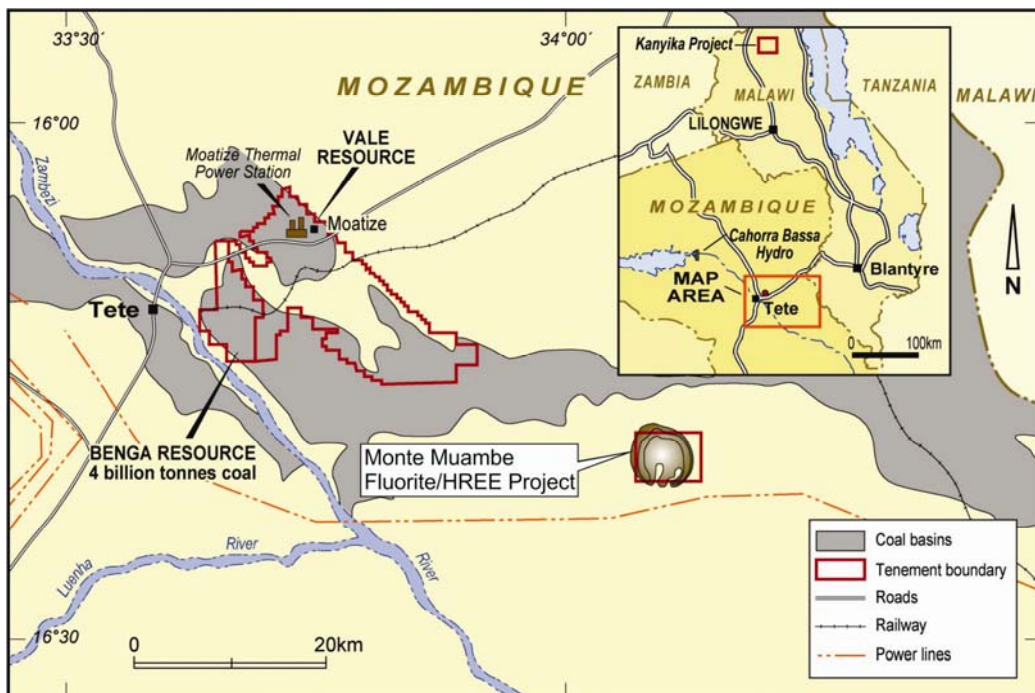 33°30'
34°00'
MOZAMBIQUE
MALAWI
16°00
Zambezi
Moatize Thermal
Power Station
VALE
RESOURCE
Moatize
Tete
BENGA RESOURCE
4 billion tonnes coal
Monte Muambe
Fluorite/HREE Project
Luenha
River
River
16°30
0
20km
Kanyika Project
ZAMBIA
MALAWI
TANZANIA
LILONGWE
MOZAMBIQUE
Cahorra Bassa
Hydro
MAP
AREA
Tete
Blantyre
0
100km
N
Coal basins
Tenement boundary
Roads
Railway
Power lines